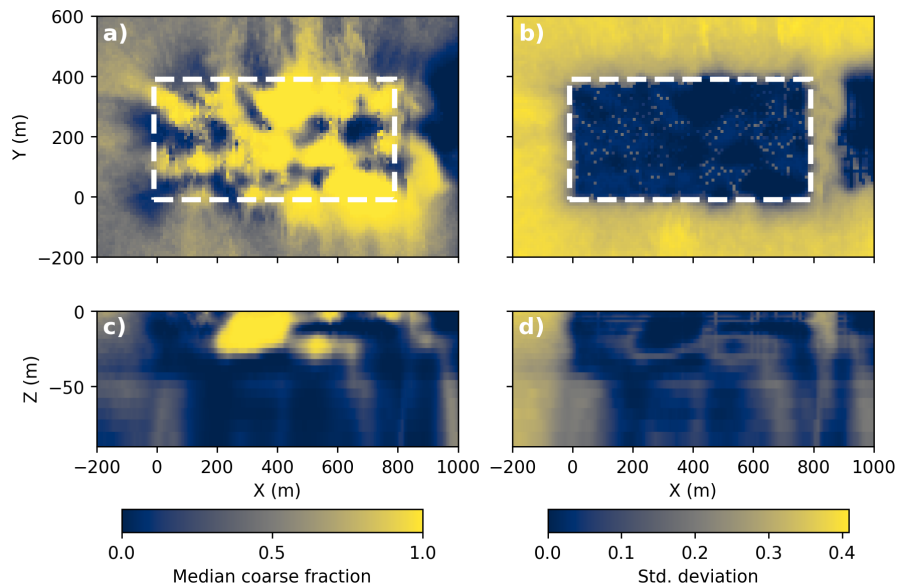 a)
b)
600
400
200
0
−200
Y (m)
c)
d)
0
−50
Z (m)
−200 0 200 400 600 800 1000
−200 0 200 400 600 800 1000
X (m)
X (m)
0.0 0.5 1.0
0.0 0.1 0.2 0.3 0.4
Median coarse fraction
Std. deviation